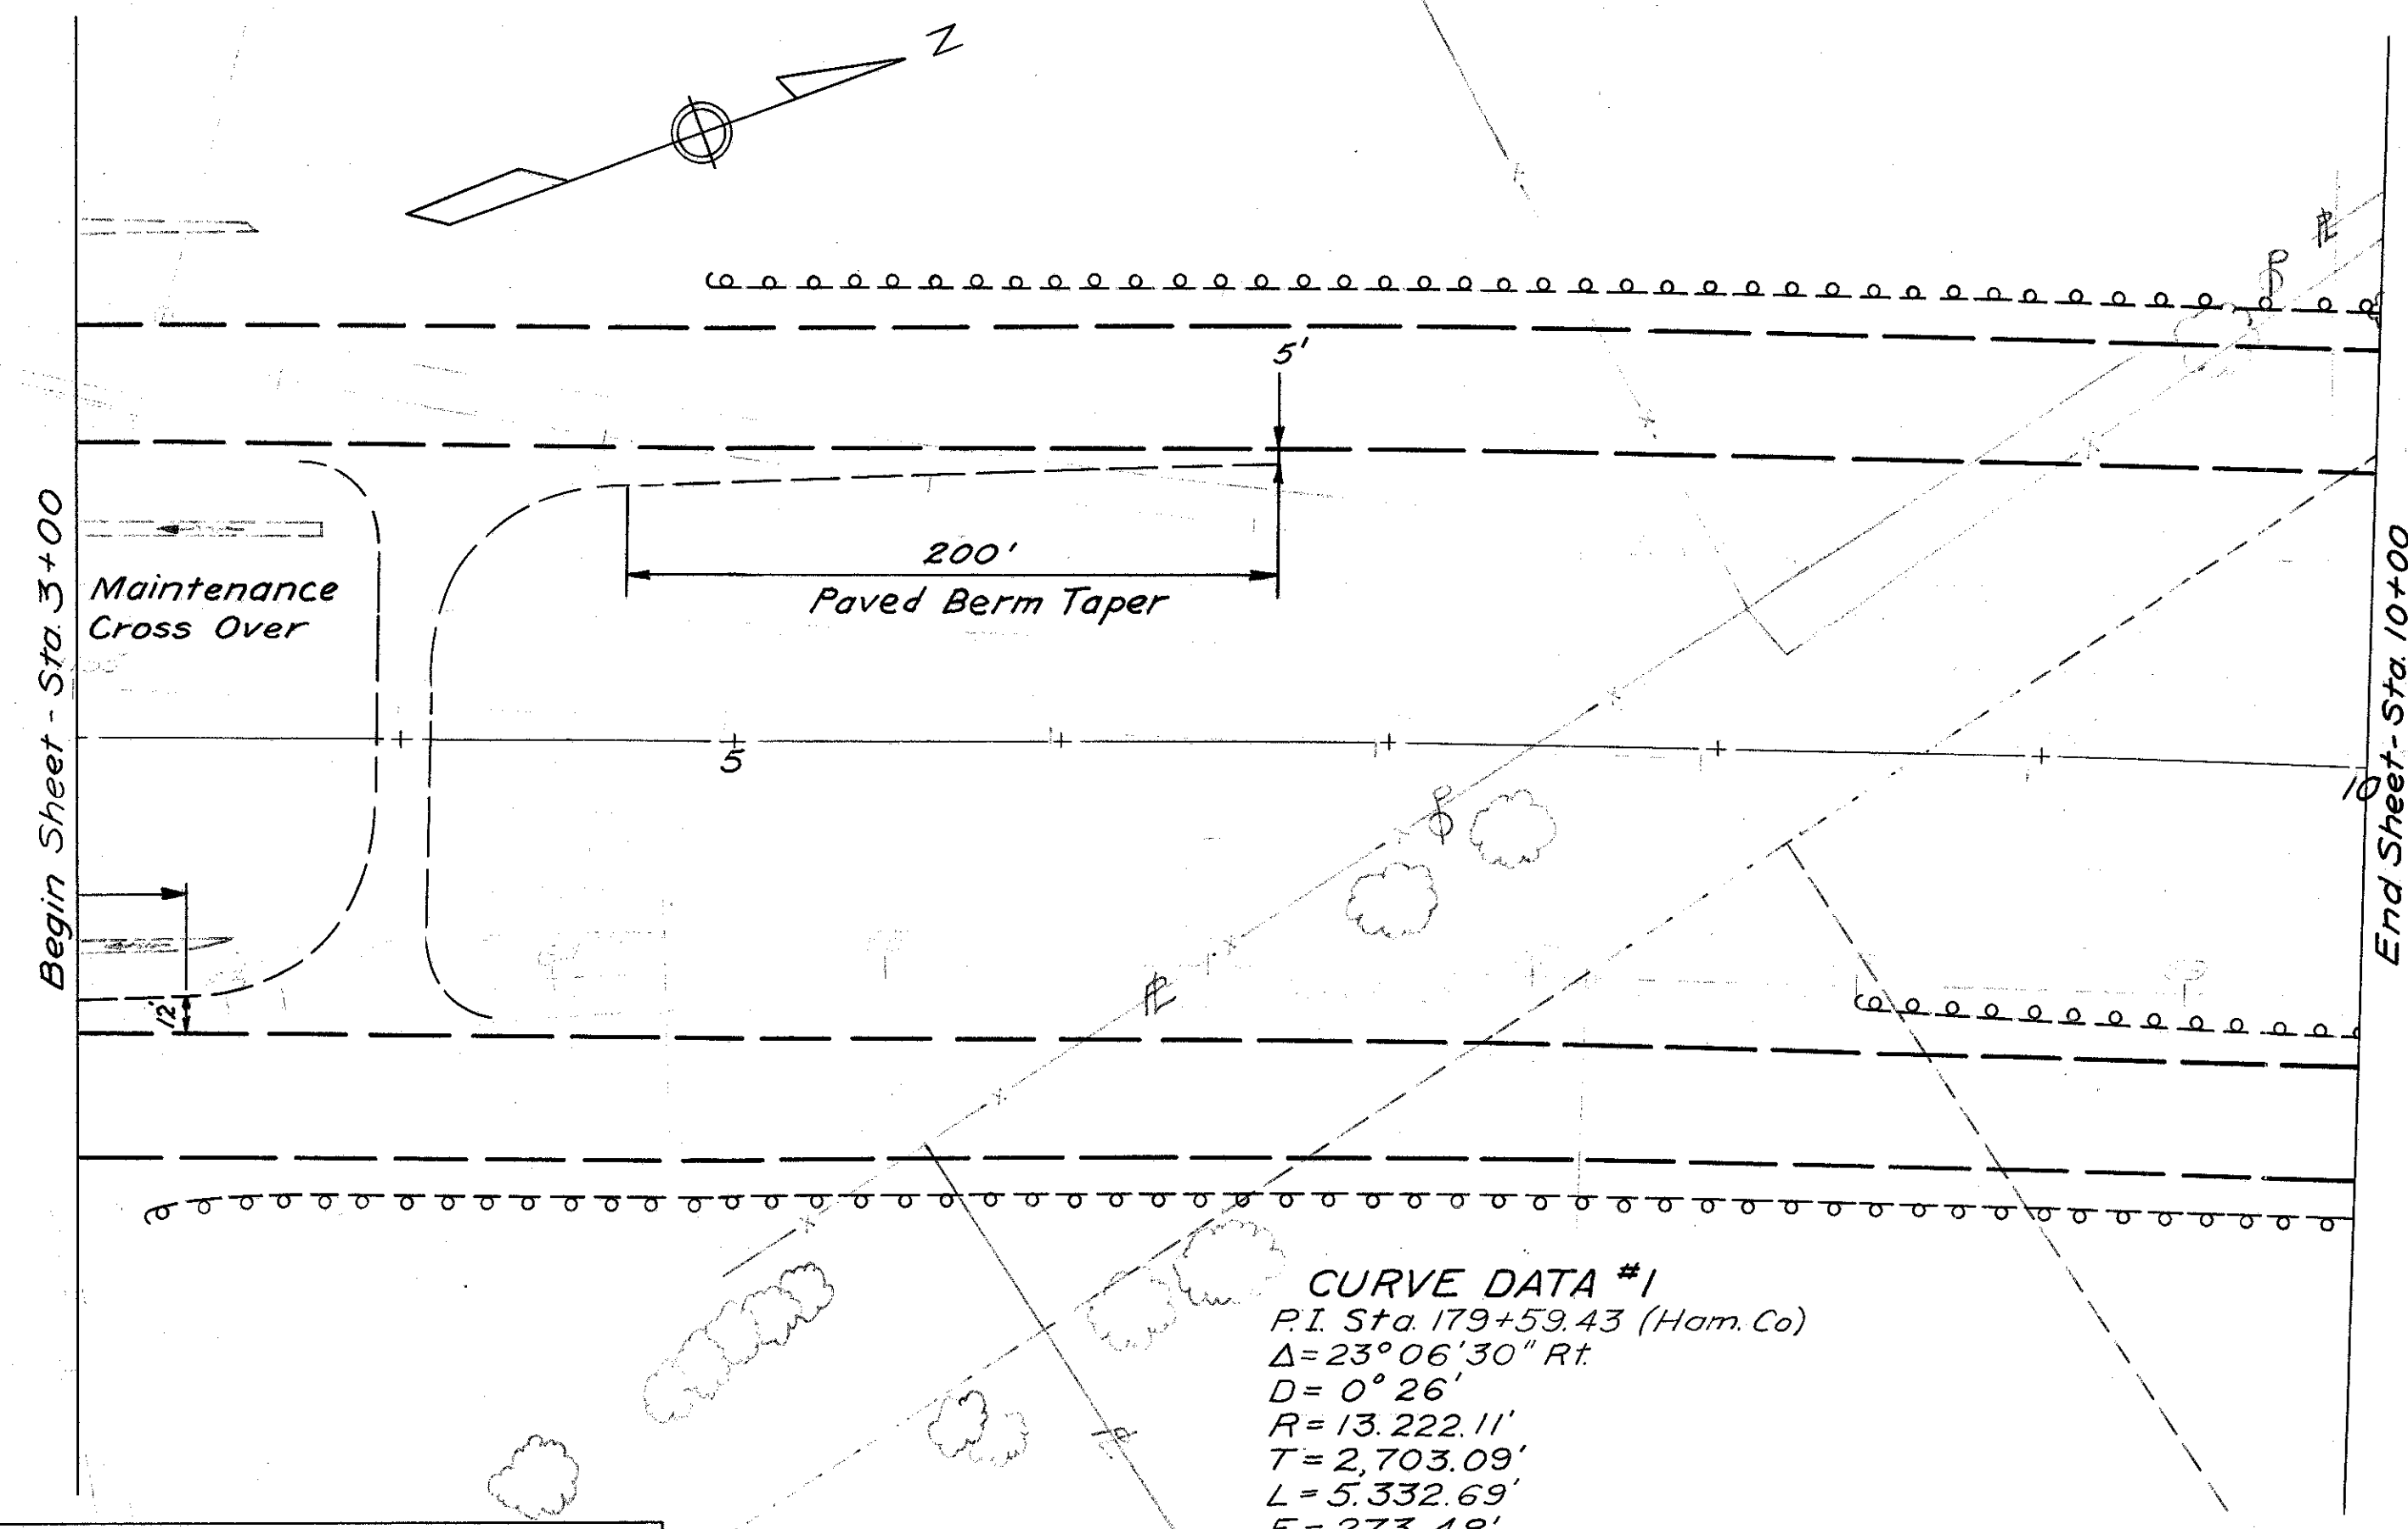 N
5'
200'
Paved Berm Taper
Maintenance
Cross Over
Begin Sheet - Sta. 3+00
End Sheet - Sta. 10+00
5
10
12'
CURVE DATA #1
P.I. Sta. 179+59.43 (Ham. Co)
Δ = 23° 06' 30" Rt.
D = 0° 26'
R = 13.222.11'
T = 2,703.09'
L = 5.332.69'
E = 273.48'